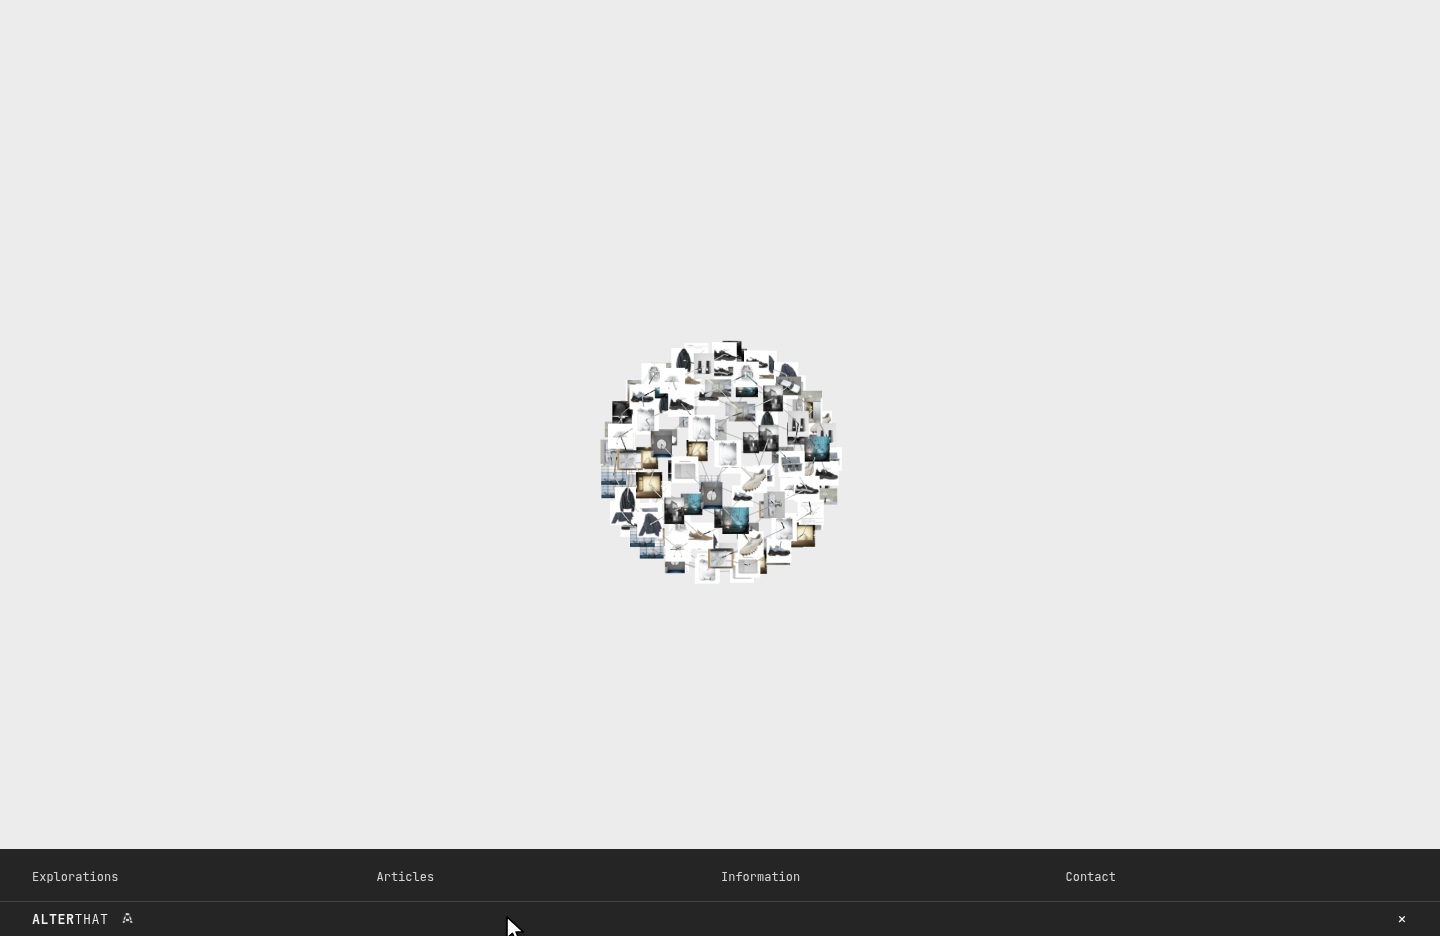 Explorations
Articles
Information
Contact
ALTERTHAT
×